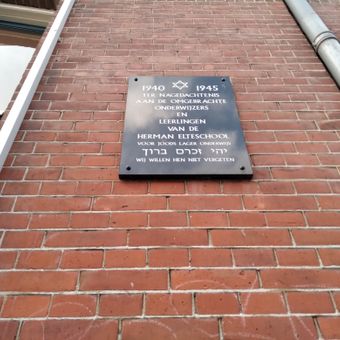 1940 1945
TER NAGEDACHTENIS
AAN DE OMGEBRACHTE
ONDERWIJZERS
EN
LEERLINGEN
VAN DE
HERMAN ELTESCHOOL
VOOR JOODS LAGER ONDERWIJS
יהי זכרם ברוך
WIJ WILLEN HEN NIET VERGETEN